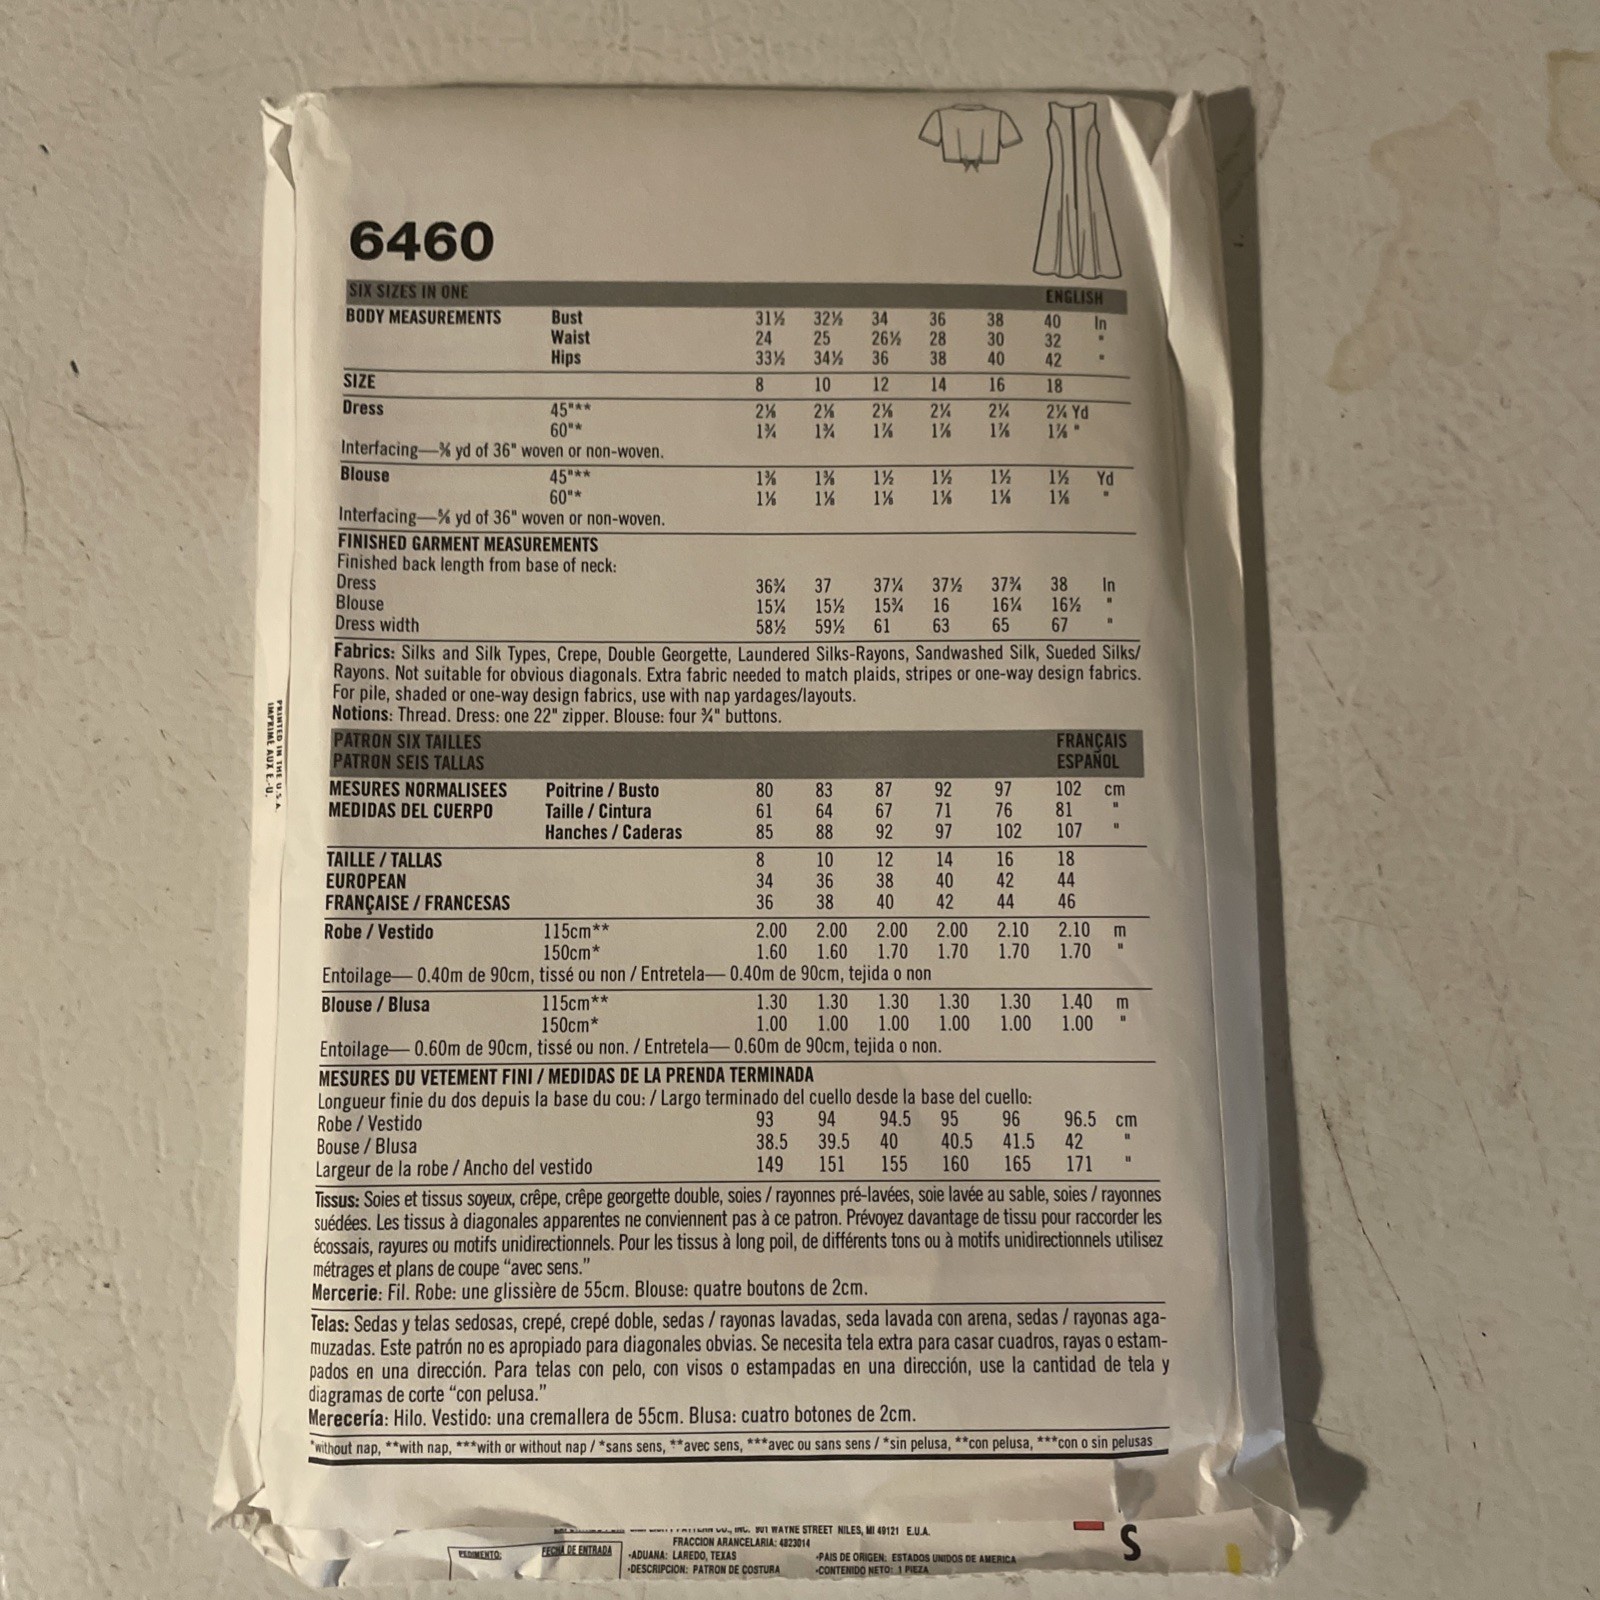 6460
SIX SIZES IN ONE ENGLISH
BODY MEASUREMENTS Bust 31½ 32½ 34 36 38 40 In
Waist 24 25 26½ 28 30 32 "
Hips 33½ 34½ 36 38 40 42 "
SIZE 8 10 12 14 16 18
Dress 45"** 2⅛ 2⅛ 2⅛ 2¼ 2¼ 2¼ Yd
60"* 1¾ 1¾ 1⅞ 1⅞ 1⅞ 1⅞ "
Interfacing—⅜ yd of 36" woven or non-woven.
Blouse 45"** 1⅜ 1⅜ 1½ 1½ 1½ 1½ Yd
60"* 1⅛ 1⅛ 1⅛ 1⅛ 1⅛ 1⅛ "
Interfacing—⅝ yd of 36" woven or non-woven.
FINISHED GARMENT MEASUREMENTS
Finished back length from base of neck:
Dress 36¾ 37 37¼ 37½ 37¾ 38 In
Blouse 15¼ 15½ 15¾ 16 16¼ 16½ "
Dress width 58½ 59½ 61 63 65 67 "
Fabrics: Silks and Silk Types, Crepe, Double Georgette, Laundered Silks-Rayons, Sandwashed Silk, Sueded Silks/
Rayons. Not suitable for obvious diagonals. Extra fabric needed to match plaids, stripes or one-way design fabrics.
For pile, shaded or one-way design fabrics, use with nap yardages/layouts.
Notions: Thread. Dress: one 22" zipper. Blouse: four ¾" buttons.
PATRON SIX TAILLES FRANÇAIS
PATRON SEIS TALLAS ESPAÑOL
MESURES NORMALISEES Poitrine / Busto 80 83 87 92 97 102 cm
MEDIDAS DEL CUERPO Taille / Cintura 61 64 67 71 76 81 "
Hanches / Caderas 85 88 92 97 102 107 "
TAILLE / TALLAS 8 10 12 14 16 18
EUROPEAN 34 36 38 40 42 44
FRANÇAISE / FRANCESAS 36 38 40 42 44 46
Robe / Vestido 115cm** 2.00 2.00 2.00 2.00 2.10 2.10 m
150cm* 1.60 1.60 1.70 1.70 1.70 1.70 "
Entoilage— 0.40m de 90cm, tissé ou non / Entretela— 0.40m de 90cm, tejida o non
Blouse / Blusa 115cm** 1.30 1.30 1.30 1.30 1.30 1.40 m
150cm* 1.00 1.00 1.00 1.00 1.00 1.00 "
Entoilage— 0.60m de 90cm, tissé ou non. / Entretela— 0.60m de 90cm, tejida o non.
MESURES DU VETEMENT FINI / MEDIDAS DE LA PRENDA TERMINADA
Longueur finie du dos depuis la base du cou: / Largo terminado del cuello desde la base del cuello:
Robe / Vestido 93 94 94.5 95 96 96.5 cm
Bouse / Blusa 38.5 39.5 40 40.5 41.5 42 "
Largeur de la robe / Ancho del vestido 149 151 155 160 165 171 "
Tissus: Soies et tissus soyeux, crêpe, crêpe georgette double, soies / rayonnes pré-lavées, soie lavée au sable, soies / rayonnes
suédées. Les tissus à diagonales apparentes ne conviennent pas à ce patron. Prévoyez davantage de tissu pour raccorder les
écossais, rayures ou motifs unidirectionnels. Pour les tissus à long poil, de différents tons ou à motifs unidirectionnels utilisez
métrages et plans de coupe “avec sens.”
Mercerie: Fil. Robe: une glissière de 55cm. Blouse: quatre boutons de 2cm.
Telas: Sedas y telas sedosas, crepé, crepé doble, sedas / rayonas lavadas, seda lavada con arena, sedas / rayonas aga-
muzadas. Este patrón no es apropiado para diagonales obvias. Se necesita tela extra para casar cuadros, rayas o estam-
pados en una dirección. Para telas con pelo, con visos o estampadas en una dirección, use la cantidad de tela y
diagramas de corte “con pelusa.”
Merecería: Hilo. Vestido: una cremallera de 55cm. Blusa: cuatro botones de 2cm.
*without nap, **with nap, ***with or without nap / *sans sens, **avec sens, ***avec ou sans sens / *sin pelusa, **con pelusa, ***con o sin pelusas
PRINTED IN THE U.S.A.
IMPRIMÉ AUX E.-U.
INC. 901 WAYNE STREET NILES, MI 49121 E.U.A.
FRACCION ARANCELARIA: 4823014
PEDIMENTO: FECHA DE ENTRADA
•ADUANA: LAREDO, TEXAS •PAIS DE ORIGEN: ESTADOS UNIDOS DE AMERICA
•DESCRIPCION: PATRON DE COSTURA •CONTENIDO NETO: 1 PIEZA
S